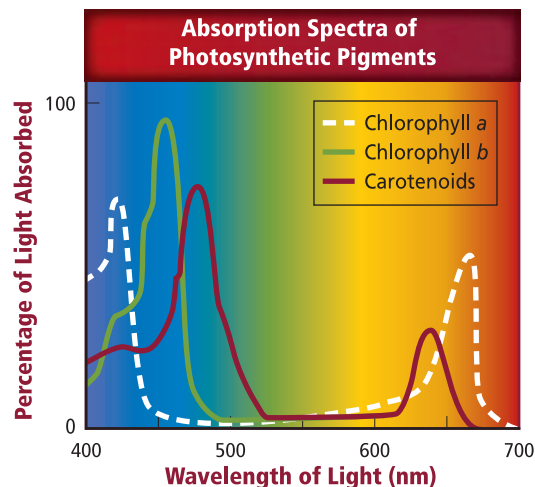 Absorption Spectra of
Photosynthetic Pigments
Percentage of Light Absorbed
100
0
Chlorophyll a
Chlorophyll b
Carotenoids
400
500
600
700
Wavelength of Light (nm)